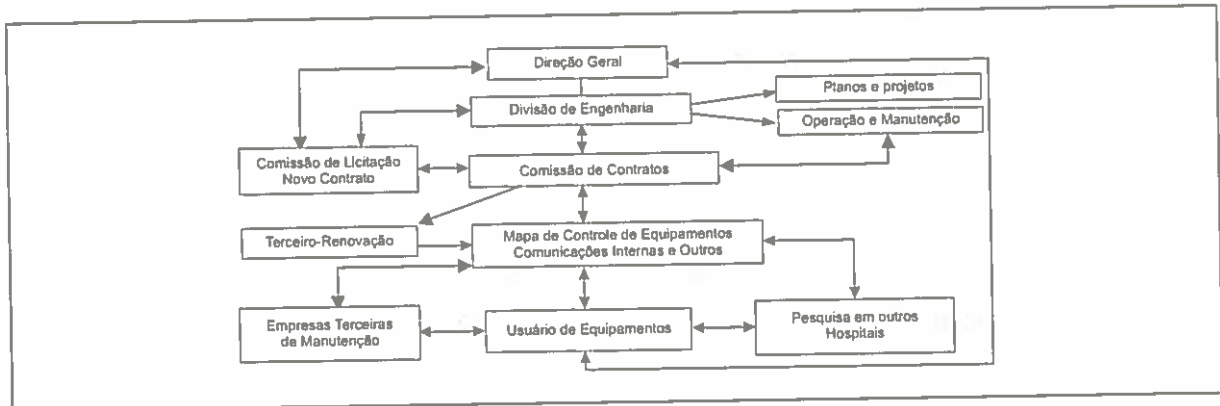 Direção Geral
Divisão de Engenharia
Planos e projetos
Operação e Manutenção
Comissão de Licitação
Novo Contrato
Comissão de Contratos
Terceiro-Renovação
Mapa de Controle de Equipamentos
Comunicações Internas e Outros
Empresas Terceiras
de Manutenção
Usuário de Equipamentos
Pesquisa em outros
Hospitais